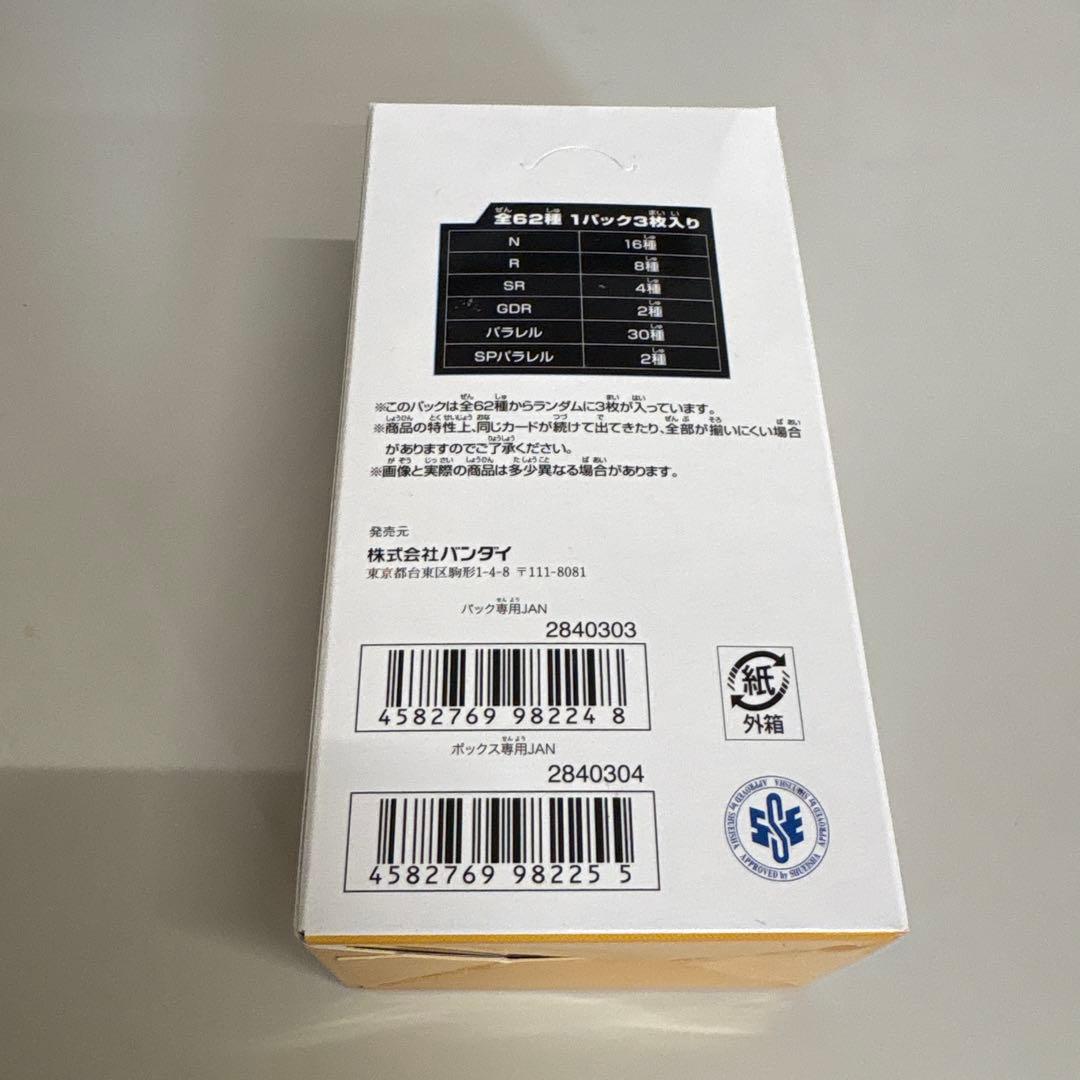 全62種 1パック3枚入り
N 16種
R 8種
SR 4種
GDR 2種
パラレル 30種
SPパラレル 2種
※このパックは全62種からランダムに3枚が入っています。
※商品の特性上、同じカードが続けて出てきたり、全部が揃いにくい場合
がありますのでご了承ください。
※画像と実際の商品は多少異なる場合があります。
発売元
株式会社バンダイ
東京都台東区駒形1-4-8 〒111-8081
パック専用JAN
2840303
4582769 98224 8
ボックス専用JAN
2840304
4582769 98225 5
紙
外箱
SSE
APPROVED by SHUEISHA APPROVED by SHUEISHA APPROVED by SHUEISHA